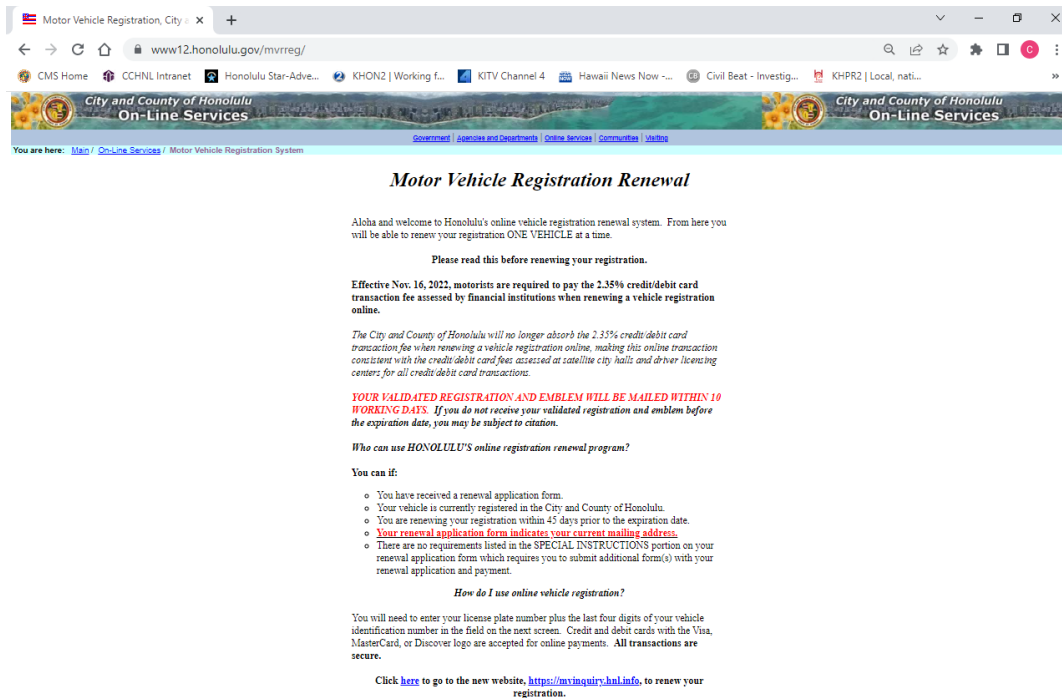 Motor Vehicle Registration, City a
www12.honolulu.gov/mvrreg/
C
CMS Home CCHNL Intranet Honolulu Star-Adve... KHON2 | Working f... KITV Channel 4 Hawaii News Now -... Civil Beat - Investig... KHPR2 | Local, nati... »
City and County of Honolulu City and County of Honolulu
On-Line Services On-Line Services
Government | Agencies and Departments | Online Services | Communities | Visiting
You are here: Main / On-Line Services / Motor Vehicle Registration System
Motor Vehicle Registration Renewal
Aloha and welcome to Honolulu's online vehicle registration renewal system. From here you
will be able to renew your registration ONE VEHICLE at a time.
Please read this before renewing your registration.
Effective Nov. 16, 2022, motorists are required to pay the 2.35% credit/debit card
transaction fee assessed by financial institutions when renewing a vehicle registration
online.
The City and County of Honolulu will no longer absorb the 2.35% credit/debit card
transaction fee when renewing a vehicle registration online, making this online transaction
consistent with the credit/debit card fees assessed at satellite city halls and driver licensing
centers for all credit/debit card transactions.
YOUR VALIDATED REGISTRATION AND EMBLEM WILL BE MAILED WITHIN 10
WORKING DAYS. If you do not receive your validated registration and emblem before
the expiration date, you may be subject to citation.
Who can use HONOLULU'S online registration renewal program?
You can if:
You have received a renewal application form.
Your vehicle is currently registered in the City and County of Honolulu.
You are renewing your registration within 45 days prior to the expiration date.
Your renewal application form indicates your current mailing address.
There are no requirements listed in the SPECIAL INSTRUCTIONS portion on your
renewal application form which requires you to submit additional form(s) with your
renewal application and payment.
How do I use online vehicle registration?
You will need to enter your license plate number plus the last four digits of your vehicle
identification number in the field on the next screen. Credit and debit cards with the Visa,
MasterCard, or Discover logo are accepted for online payments. All transactions are
secure.
Click here to go to the new website, https://mvinquiry.hnl.info, to renew your
registration.